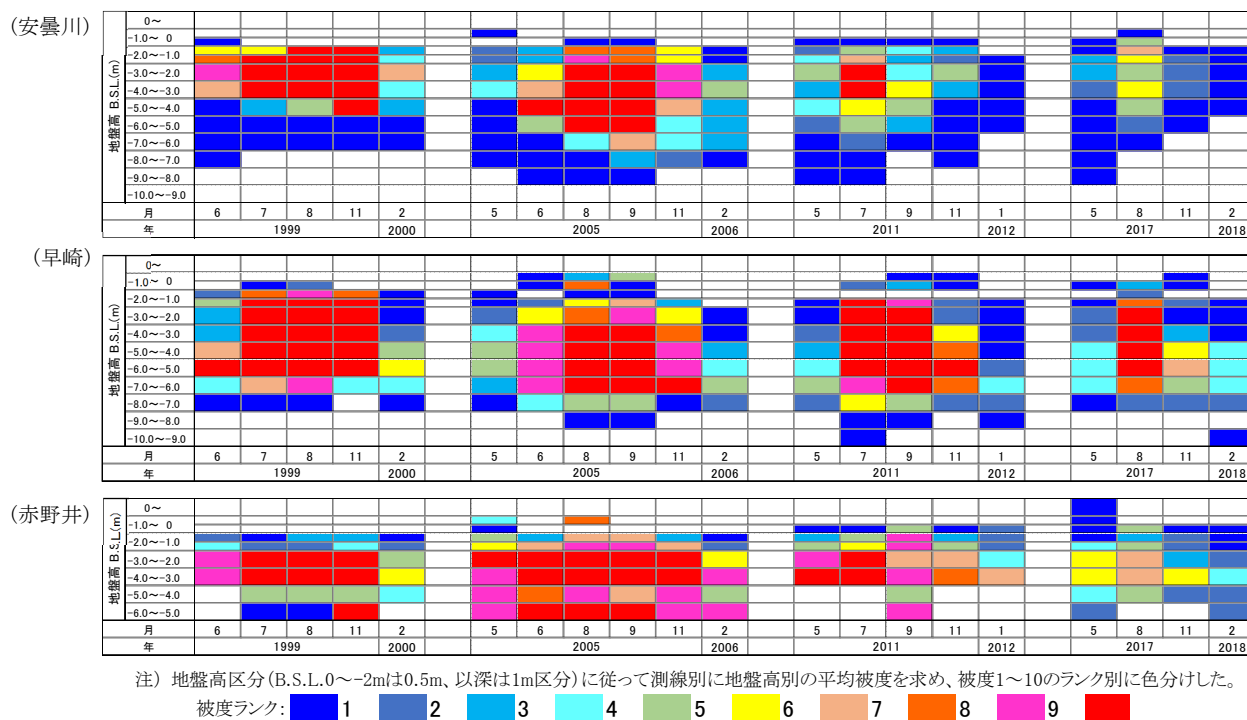 (安曇川)
地盤高 B.S.L.(m)
0～
-1.0～ 0
-2.0～-1.0
-3.0～-2.0
-4.0～-3.0
-5.0～-4.0
-6.0～-5.0
-7.0～-6.0
-8.0～-7.0
-9.0～-8.0
-10.0～-9.0
月 6 7 8 11 2 5 6 8 9 11 2 5 7 9 11 1 5 8 11 2
年 1999 2000 2005 2006 2011 2012 2017 2018
(早崎)
地盤高 B.S.L.(m)
0～
-1.0～ 0
-2.0～-1.0
-3.0～-2.0
-4.0～-3.0
-5.0～-4.0
-6.0～-5.0
-7.0～-6.0
-8.0～-7.0
-9.0～-8.0
-10.0～-9.0
月 6 7 8 11 2 5 6 8 9 11 2 5 7 9 11 1 5 8 11 2
年 1999 2000 2005 2006 2011 2012 2017 2018
(赤野井)
地盤高 B.S.L.(m)
0～
-1.0～ 0
-2.0～-1.0
-3.0～-2.0
-4.0～-3.0
-5.0～-4.0
-6.0～-5.0
月 6 7 8 11 2 5 6 8 9 11 2 5 7 9 11 1 5 8 11 2
年 1999 2000 2005 2006 2011 2012 2017 2018
注) 地盤高区分(B.S.L.0～-2mは0.5m、以深は1m区分)に従って測線別に地盤高別の平均被度を求め、被度1～10のランク別に色分けした。
被度ランク: 1 2 3 4 5 6 7 8 9